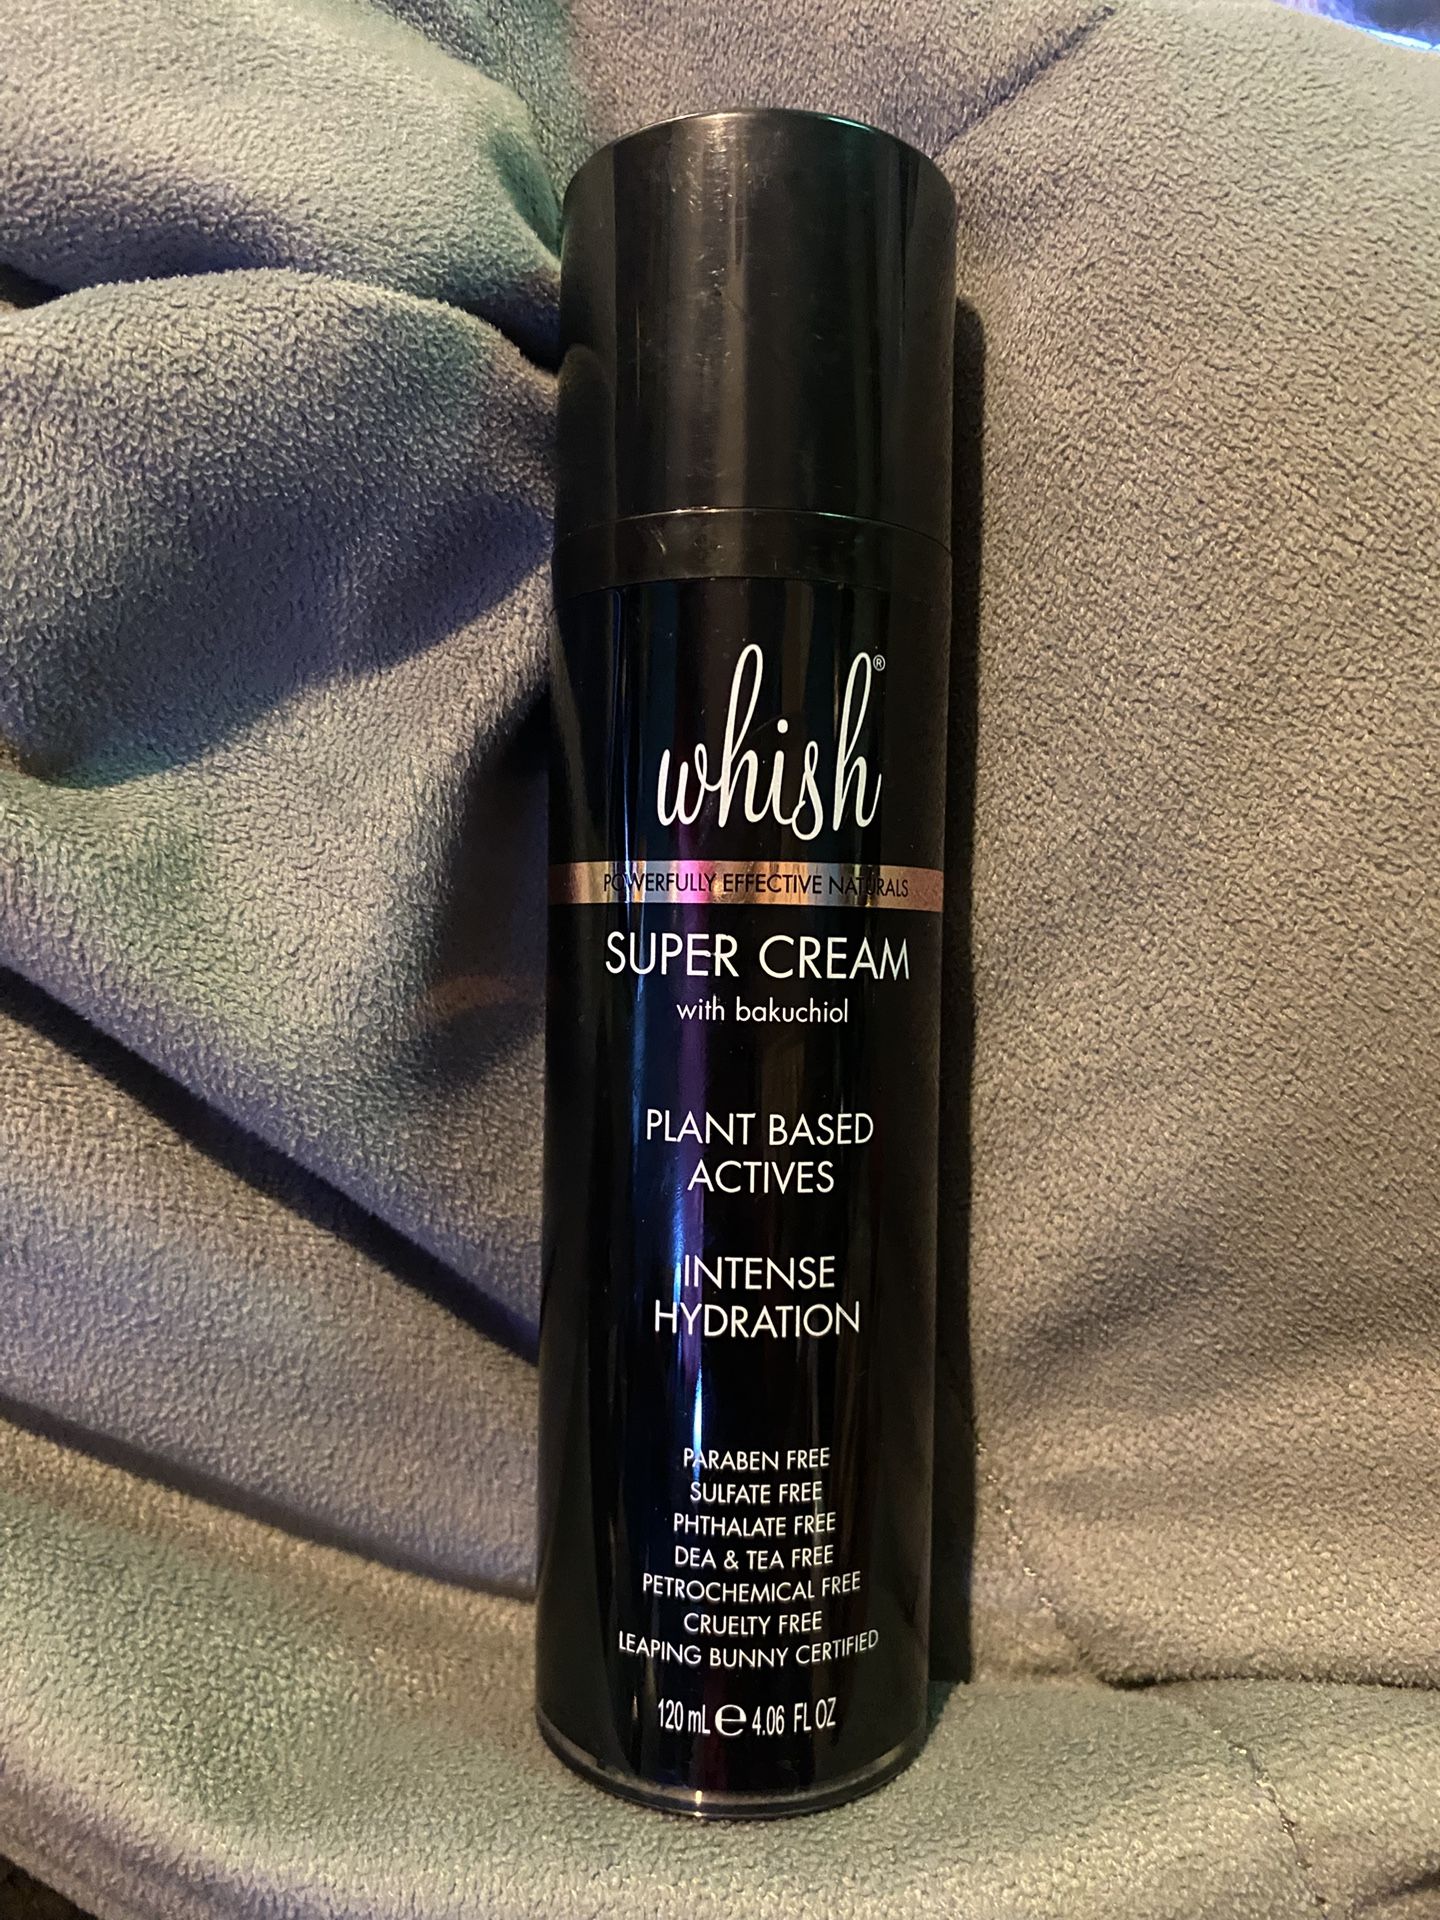 whish®
POWERFULLY EFFECTIVE NATURALS
SUPER CREAM
with bakuchiol
PLANT BASED
ACTIVES
INTENSE
HYDRATION
PARABEN FREE
SULFATE FREE
PHTHALATE FREE
DEA & TEA FREE
PETROCHEMICAL FREE
CRUELTY FREE
LEAPING BUNNY CERTIFIED
120 mL ℮ 4.06 FL OZ